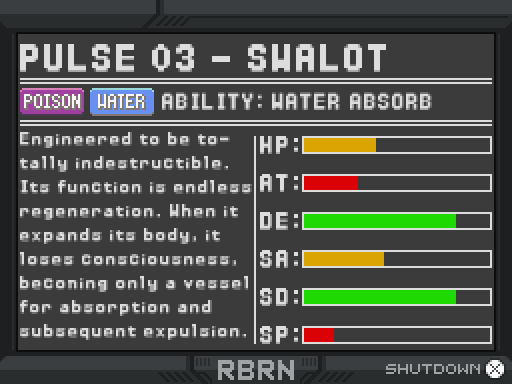 PULSE 03 - SWALOT
POISON WATER ABILITY: WATER ABSORB
Engineered to be to-
tally indestructible.
Its function is endless
regeneration. When it
expands its body, it
loses consciousness,
becoming only a vessel
for absorption and
subsequent expulsion.
HP:
AT:
DE:
SA:
SD:
SP:
RBRN
SHUTDOWN